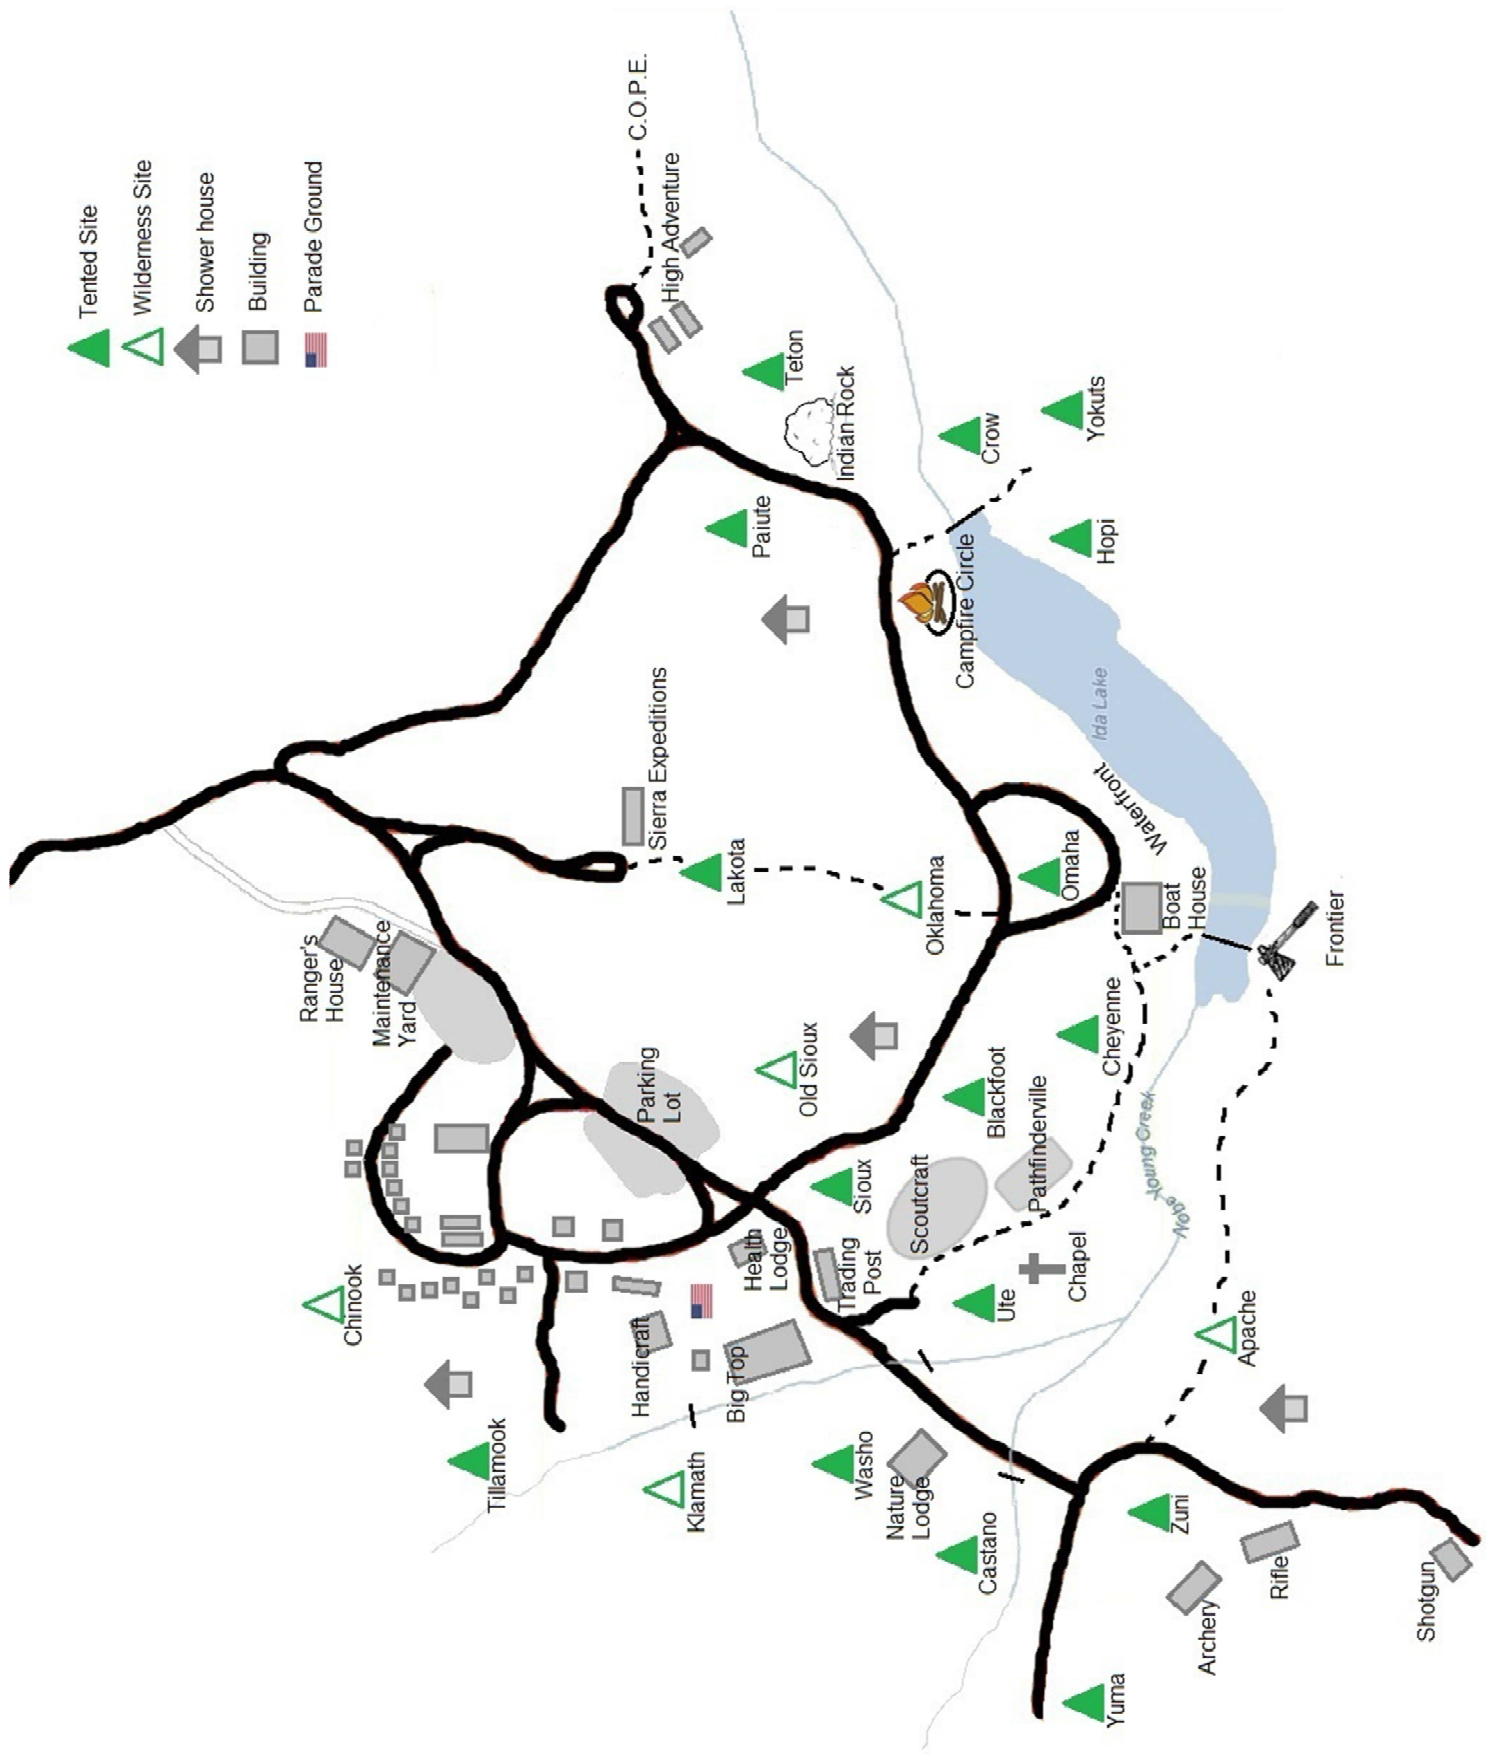 Tented Site
Wilderness Site
Shower house
Building
Parade Ground
C.O.P.E.
High Adventure
Teton
Indian Rock
Crow
Yokuts
Paiute
Hopi
Campfire Circle
Ida Lake
Waterfront
Sierra Expeditions
Lakota
Oklahoma
Omaha
Boat
House
Frontier
Ranger's
House
Maintenance
Yard
Parking
Lot
Old Sioux
Cheyenne
Blackfoot
Pathfinderville
Nobe Young Creek
Sioux
Scoutcraft
Chapel
Ute
Health
Lodge
Trading
Post
Chinook
Handicraft
Big Top
Apache
Tillamook
Klamath
Washo
Nature
Lodge
Castano
Zuni
Rifle
Archery
Shotgun
Yuma